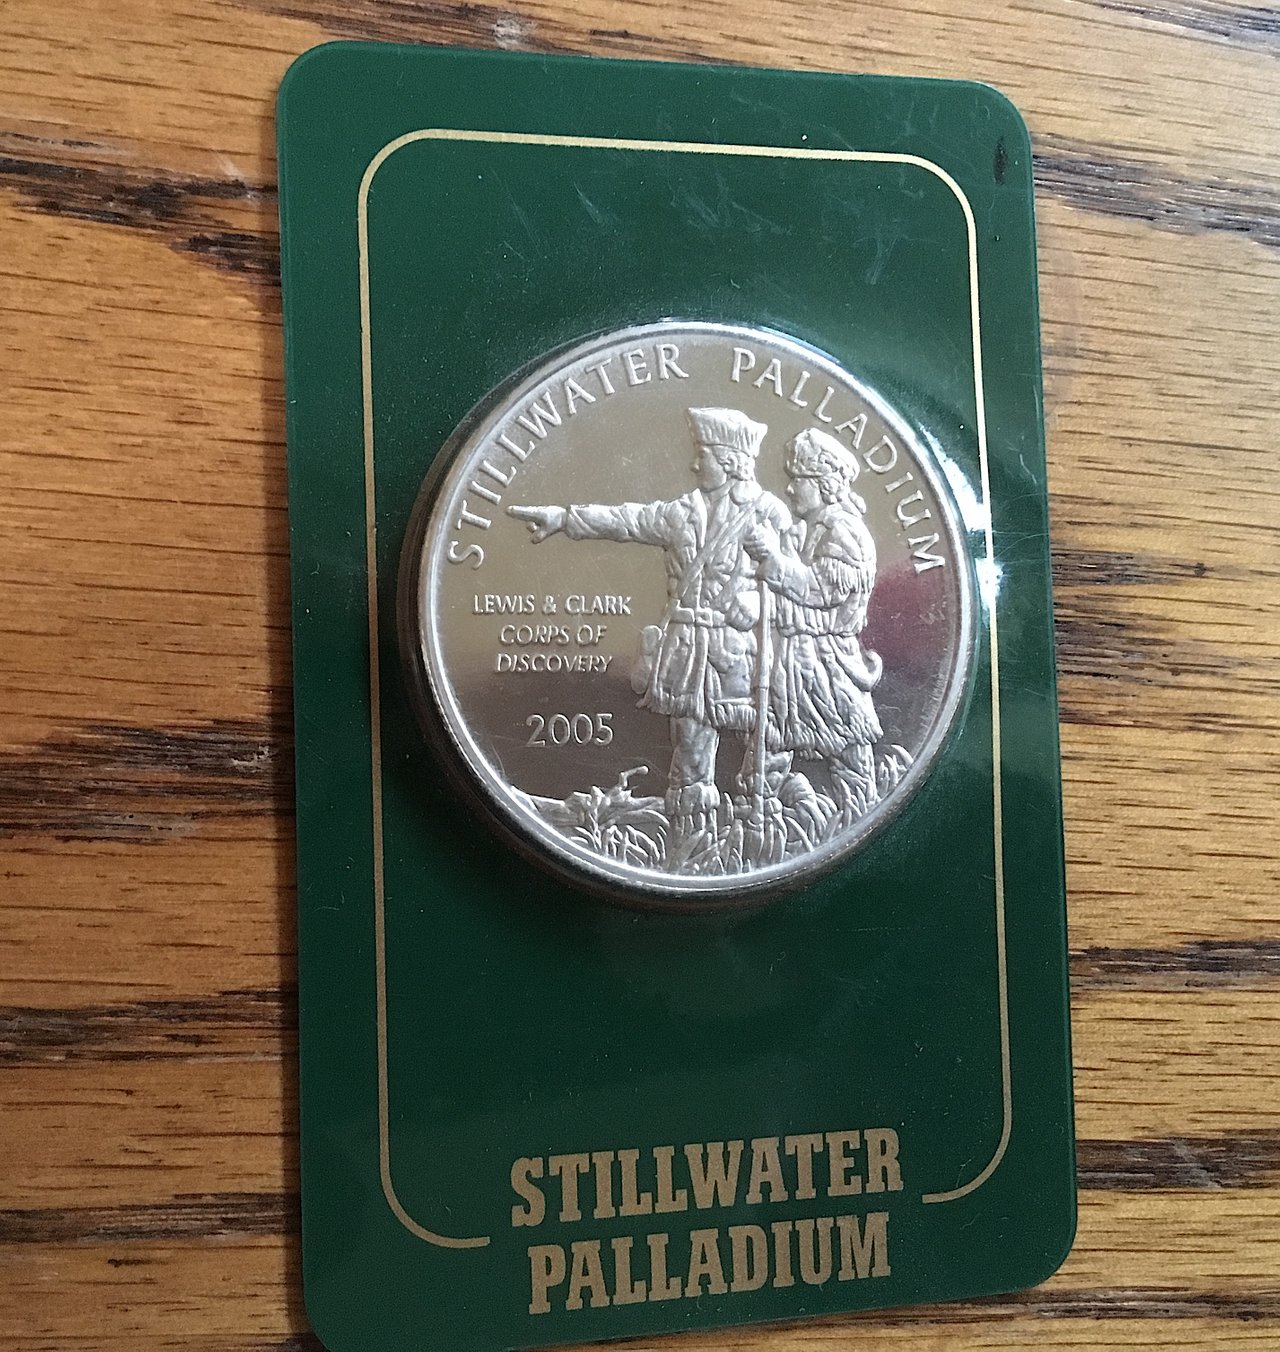 STILLWATER PALLADIUM
LEWIS & CLARK
CORPS OF
DISCOVERY
2005
STILLWATER
PALLADIUM